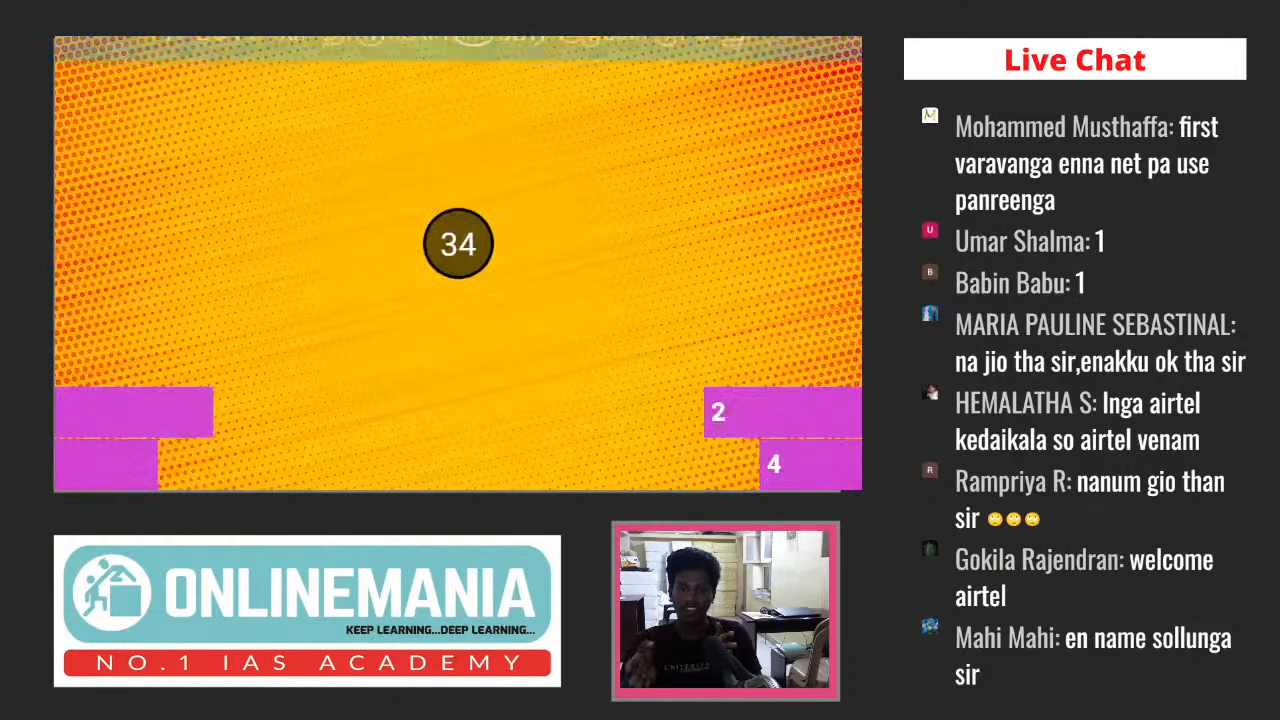 34
2
4
ONLINEMANIA
KEEP LEARNING...DEEP LEARNING...
NO.1 IAS ACADEMY
Live Chat
Mohammed Musthaffa: first
varavanga enna net pa use
panreenga
U
Umar Shalma: 1
B
Babin Babu: 1
MARIA PAULINE SEBASTINAL:
na jio tha sir,enakku ok tha sir
HEMALATHA S: Inga airtel
kedaikala so airtel venam
R
Rampriya R: nanum gio than
sir 🙄🙄🙄
Gokila Rajendran: welcome
airtel
Mahi Mahi: en name sollunga
sir